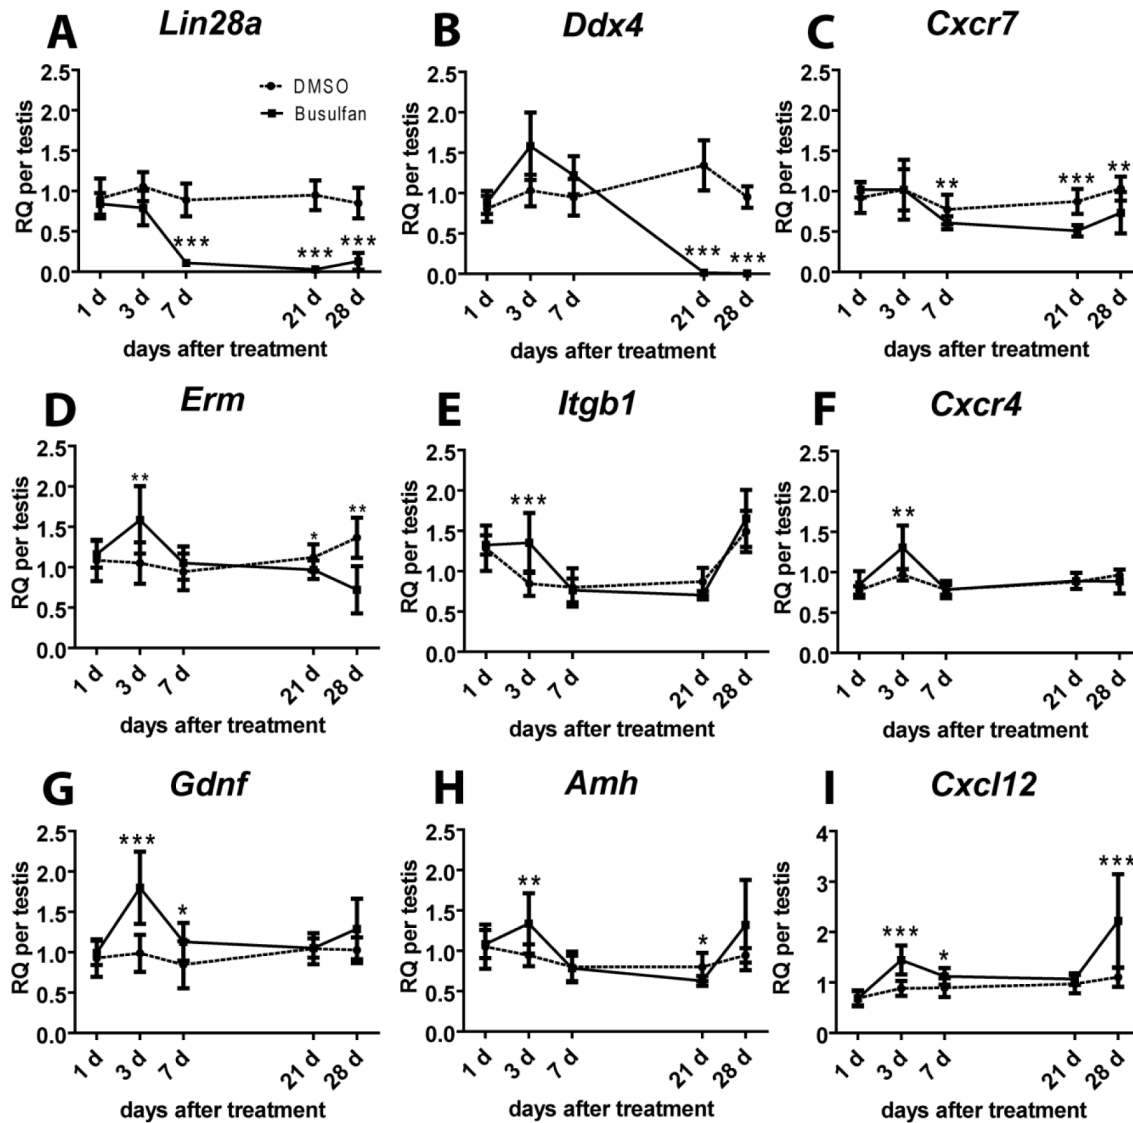 A Lin28a
B Ddx4
C Cxcr7
RQ per testis
2.5
2.0
1.5
1.0
0.5
0.0
DMSO
Busulfan
***
***
***
1 d
3 d
7 d
21 d
28 d
days after treatment
RQ per testis
2.5
2.0
1.5
1.0
0.5
0.0
***
***
1 d
3 d
7 d
21 d
28 d
days after treatment
RQ per testis
2.5
2.0
1.5
1.0
0.5
0.0
**
***
**
1 d
3 d
7 d
21 d
28 d
days after treatment
D Erm
E Itgb1
F Cxcr4
RQ per testis
2.5
2.0
1.5
1.0
0.5
0.0
**
*
**
1 d
3 d
7 d
21 d
28 d
days after treatment
RQ per testis
2.5
2.0
1.5
1.0
0.5
0.0
***
1 d
3 d
7 d
21 d
28 d
days after treatment
RQ per testis
2.5
2.0
1.5
1.0
0.5
0.0
**
1 d
3 d
7 d
21 d
28 d
days after treatment
G Gdnf
H Amh
I Cxcl12
RQ per testis
2.5
2.0
1.5
1.0
0.5
0.0
***
*
1 d
3 d
7 d
21 d
28 d
days after treatment
RQ per testis
2.5
2.0
1.5
1.0
0.5
0.0
**
*
1 d
3 d
7 d
21 d
28 d
days after treatment
RQ per testis
4
3
2
1
0
***
*
***
1 d
3 d
7 d
21 d
28 d
days after treatment